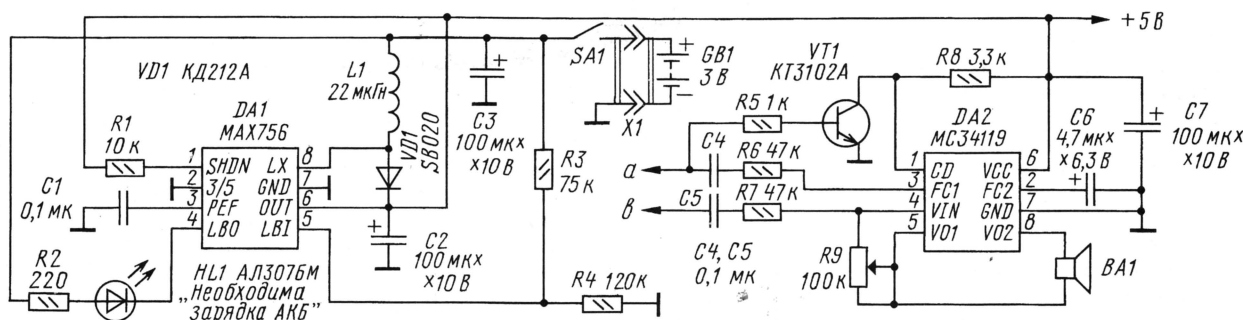 +5В
VD1 КД212А
L1
22 мкГн
DA1
MAX756
R1
10 к
C1
0,1 мк
1 SHDN LX 8
2 3/5 GND 7
3 PEF OUT 6
4 LBO LBI 5
VD1
SB020
C3
100 мк×
×10 В
C2
100 мк×
×10 В
R2
220
HL1 АЛ307БМ
„Необходима
зарядка АКБ”
R3
75 к
R4 120 к
SA1
X1
+
GB1
3 В
−
VT1
КТ3102А
R8 3,3 к
R5 1 к
C4
R6 47 к
C5
R7 47 к
а
в
C4, C5
0,1 мк
R9
100 к
DA2
MC34119
1 CD VCC 6
3 FC1 FC2 2
4 VIN GND 7
5 VO1 VO2 8
C6
4,7 мк×
×6,3 В
C7
100 мк×
×10 В
BA1